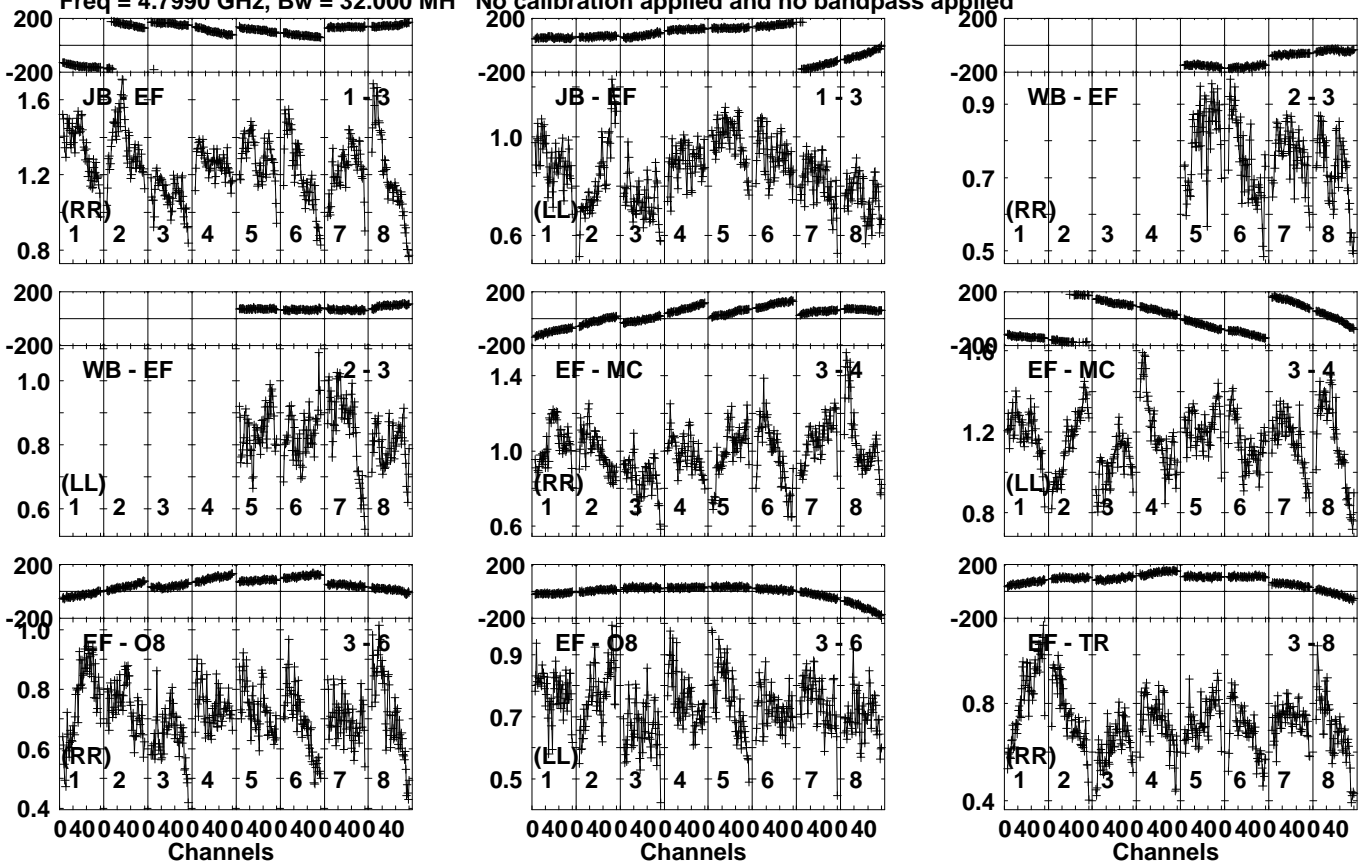 Freq = 4.7990 GHz, Bw = 32.000 MH No calibration applied and no bandpass applied
200 200 200
-200 -200 -200
JB - EF 1 - 3 JB - EF 1 - 3 WB - EF 2 - 3
1.6 1.0 0.9
1.2 0.7
(RR) (LL) (RR)
1 2 3 4 5 6 7 8 1 2 3 4 5 6 7 8 1 2 3 4 5 6 7 8
0.8 0.6 0.5
200 200 200
-200 -200 -200
1.6
WB - EF 2 - 3 EF - MC 3 - 4 EF - MC 3 - 4
1.0 1.4
0.8 1.0 1.2
(LL) (RR) (LL)
1 2 3 4 5 6 7 8 1 2 3 4 5 6 7 8 1 2 3 4 5 6 7 8
0.6 0.6 0.8
200 200 200
-200 -200 -200
1.0
EF - O8 3 - 6 EF - O8 3 - 6 EF - TR 3 - 8
0.9
0.8 0.7 0.8
0.6
(RR) (LL) (RR)
1 2 3 4 5 6 7 8 1 2 3 4 5 6 7 8 1 2 3 4 5 6 7 8
0.5
0.4 0.4
0 40 0 40 0 40 0 40 0 40 0 40 0 40 0 40 0 40 0 40 0 40 0 40 0 40 0 40 0 40 0 40 0 40 0 40 0 40 0 40 0 40 0 40 0 40 0 40
Channels Channels Channels